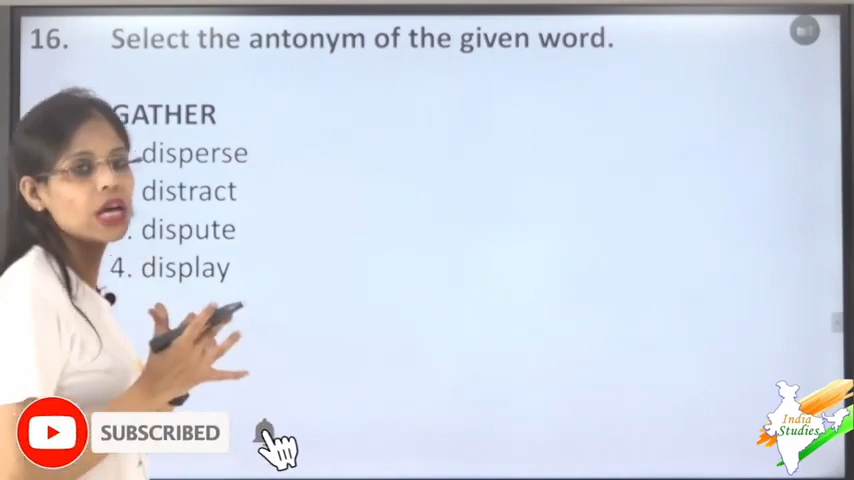 16. Select the antonym of the given word.
GATHER
disperse
distract
. dispute
4. display
SUBSCRIBED
India
Studies